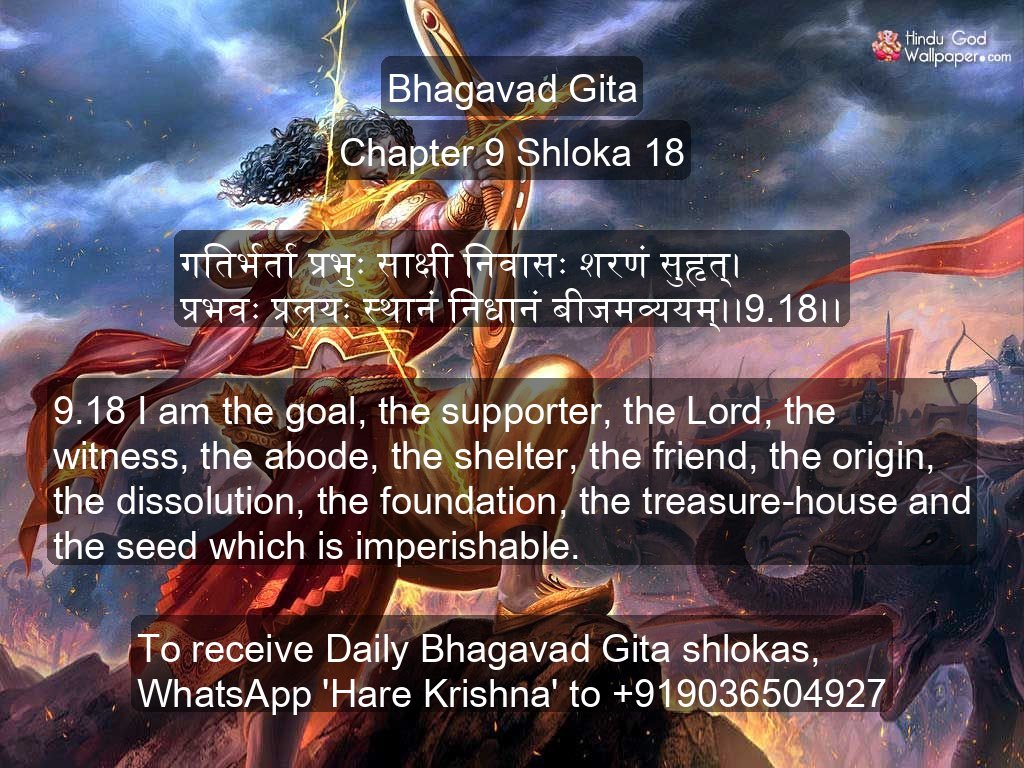 Hindu God
Wallpaper.com
Bhagavad Gita
Chapter 9 Shloka 18
गतिर्भर्ता प्रभुः साक्षी निवासः शरणं सुहृत्।
प्रभवः प्रलयः स्थानं निधानं बीजमव्ययम्।।9.18।।
9.18 I am the goal, the supporter, the Lord, the
witness, the abode, the shelter, the friend, the origin,
the dissolution, the foundation, the treasure-house and
the seed which is imperishable.
To receive Daily Bhagavad Gita shlokas,
WhatsApp 'Hare Krishna' to +919036504927